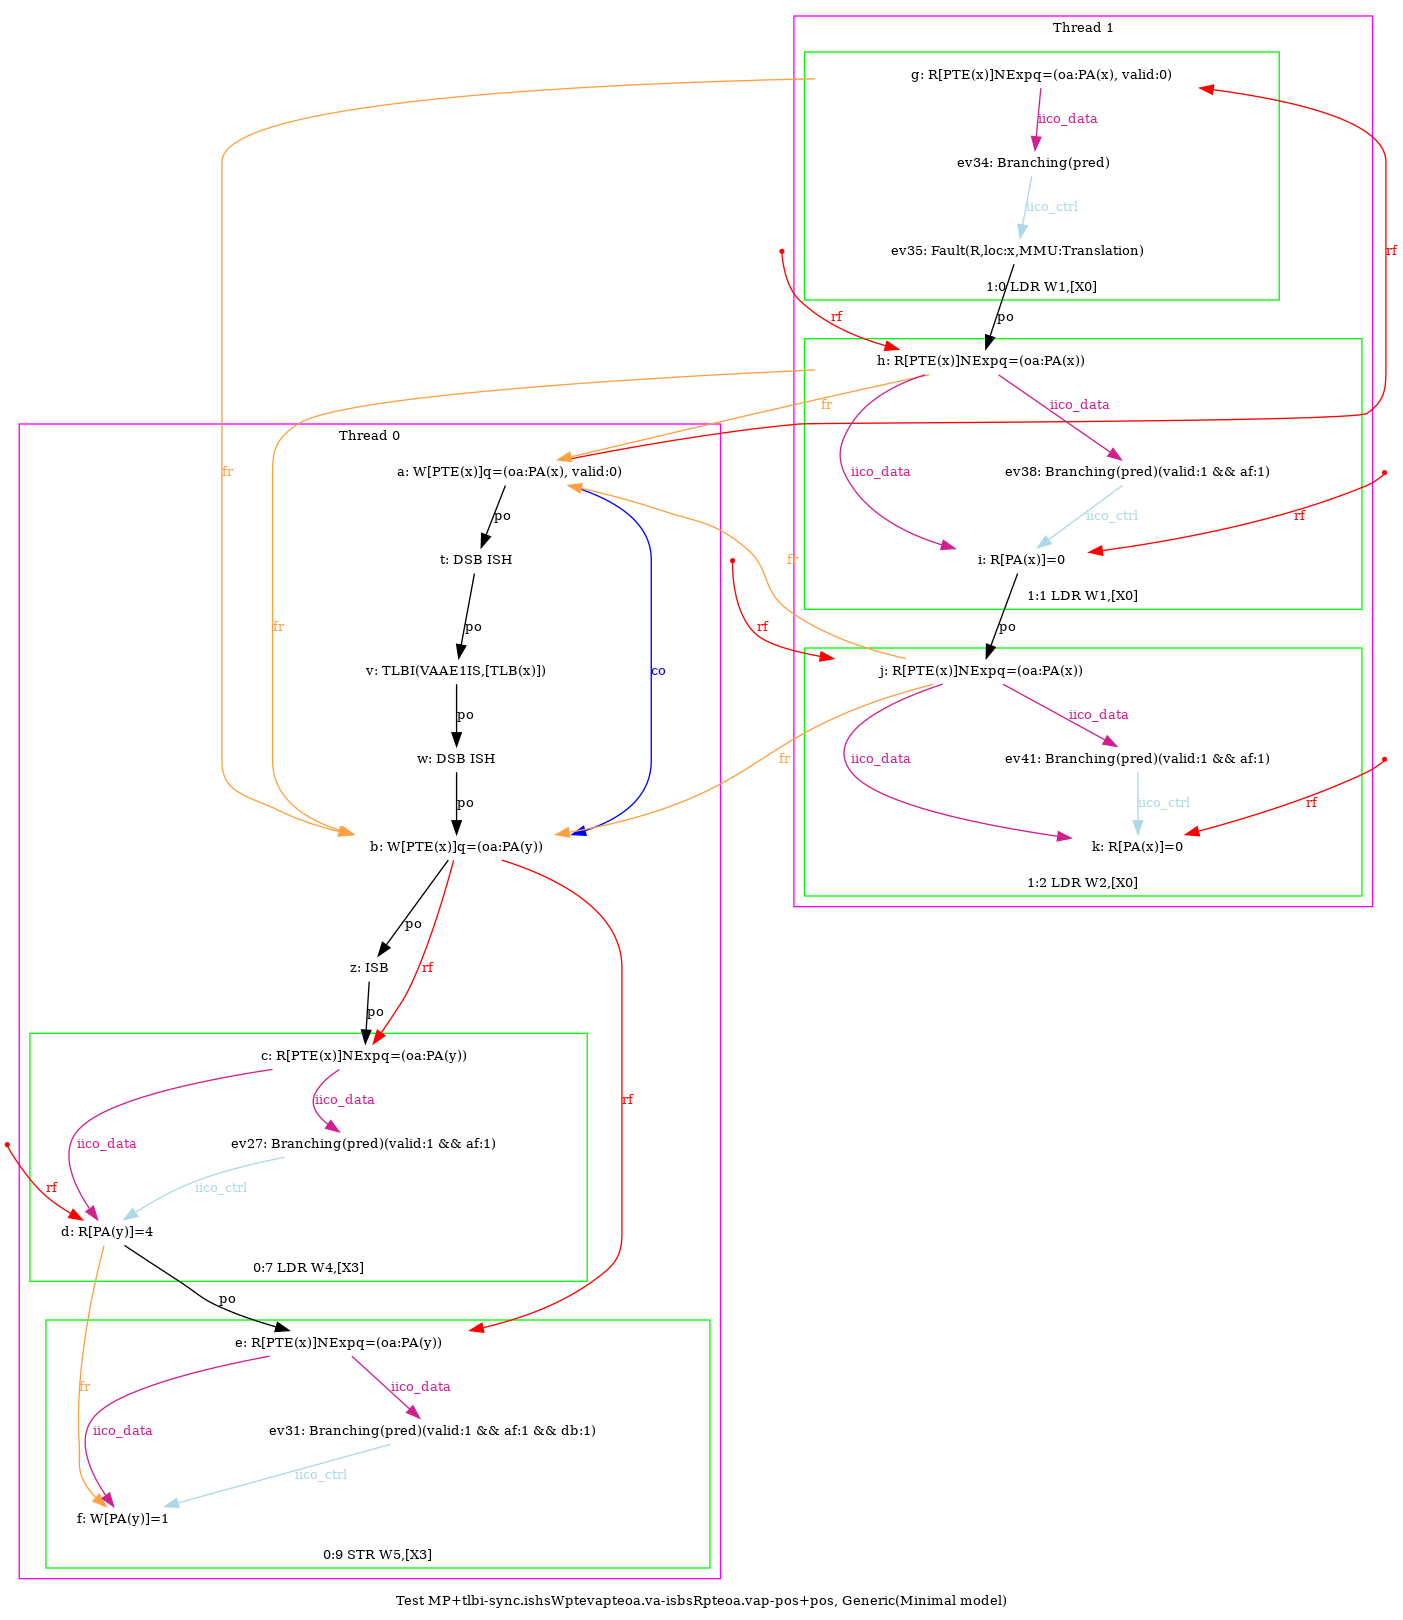 Thread 1
g: R[PTE(x)]NExpq=(oa:PA(x), valid:0)
iico_data
ev34: Branching(pred)
iico_ctrl
ev35: Fault(R,loc:x,MMU:Translation)
rf
1:0 LDR W1,[X0]
rf
po
h: R[PTE(x)]NExpq=(oa:PA(x))
fr
iico_data
Thread 0
fr
a: W[PTE(x)]q=(oa:PA(x), valid:0)
iico_data
ev38: Branching(pred)(valid:1 && af:1)
po
iico_ctrl
rf
t: DSB ISH
fr
i: R[PA(x)]=0
1:1 LDR W1,[X0]
fr
po
rf
po
v: TLBI(VAAE1IS,[TLB(x)])
co
j: R[PTE(x)]NExpq=(oa:PA(x))
po
iico_data
w: DSB ISH
fr
iico_data
ev41: Branching(pred)(valid:1 && af:1)
po
iico_ctrl
rf
b: W[PTE(x)]q=(oa:PA(y))
k: R[PA(x)]=0
1:2 LDR W2,[X0]
po
z: ISB
rf
po
c: R[PTE(x)]NExpq=(oa:PA(y))
iico_data
rf
iico_data
ev27: Branching(pred)(valid:1 && af:1)
rf
iico_ctrl
d: R[PA(y)]=4
0:7 LDR W4,[X3]
po
e: R[PTE(x)]NExpq=(oa:PA(y))
fr
iico_data
iico_data
ev31: Branching(pred)(valid:1 && af:1 && db:1)
iico_ctrl
f: W[PA(y)]=1
0:9 STR W5,[X3]
Test MP+tlbi-sync.ishsWptevapteoa.va-isbsRpteoa.vap-pos+pos, Generic(Minimal model)